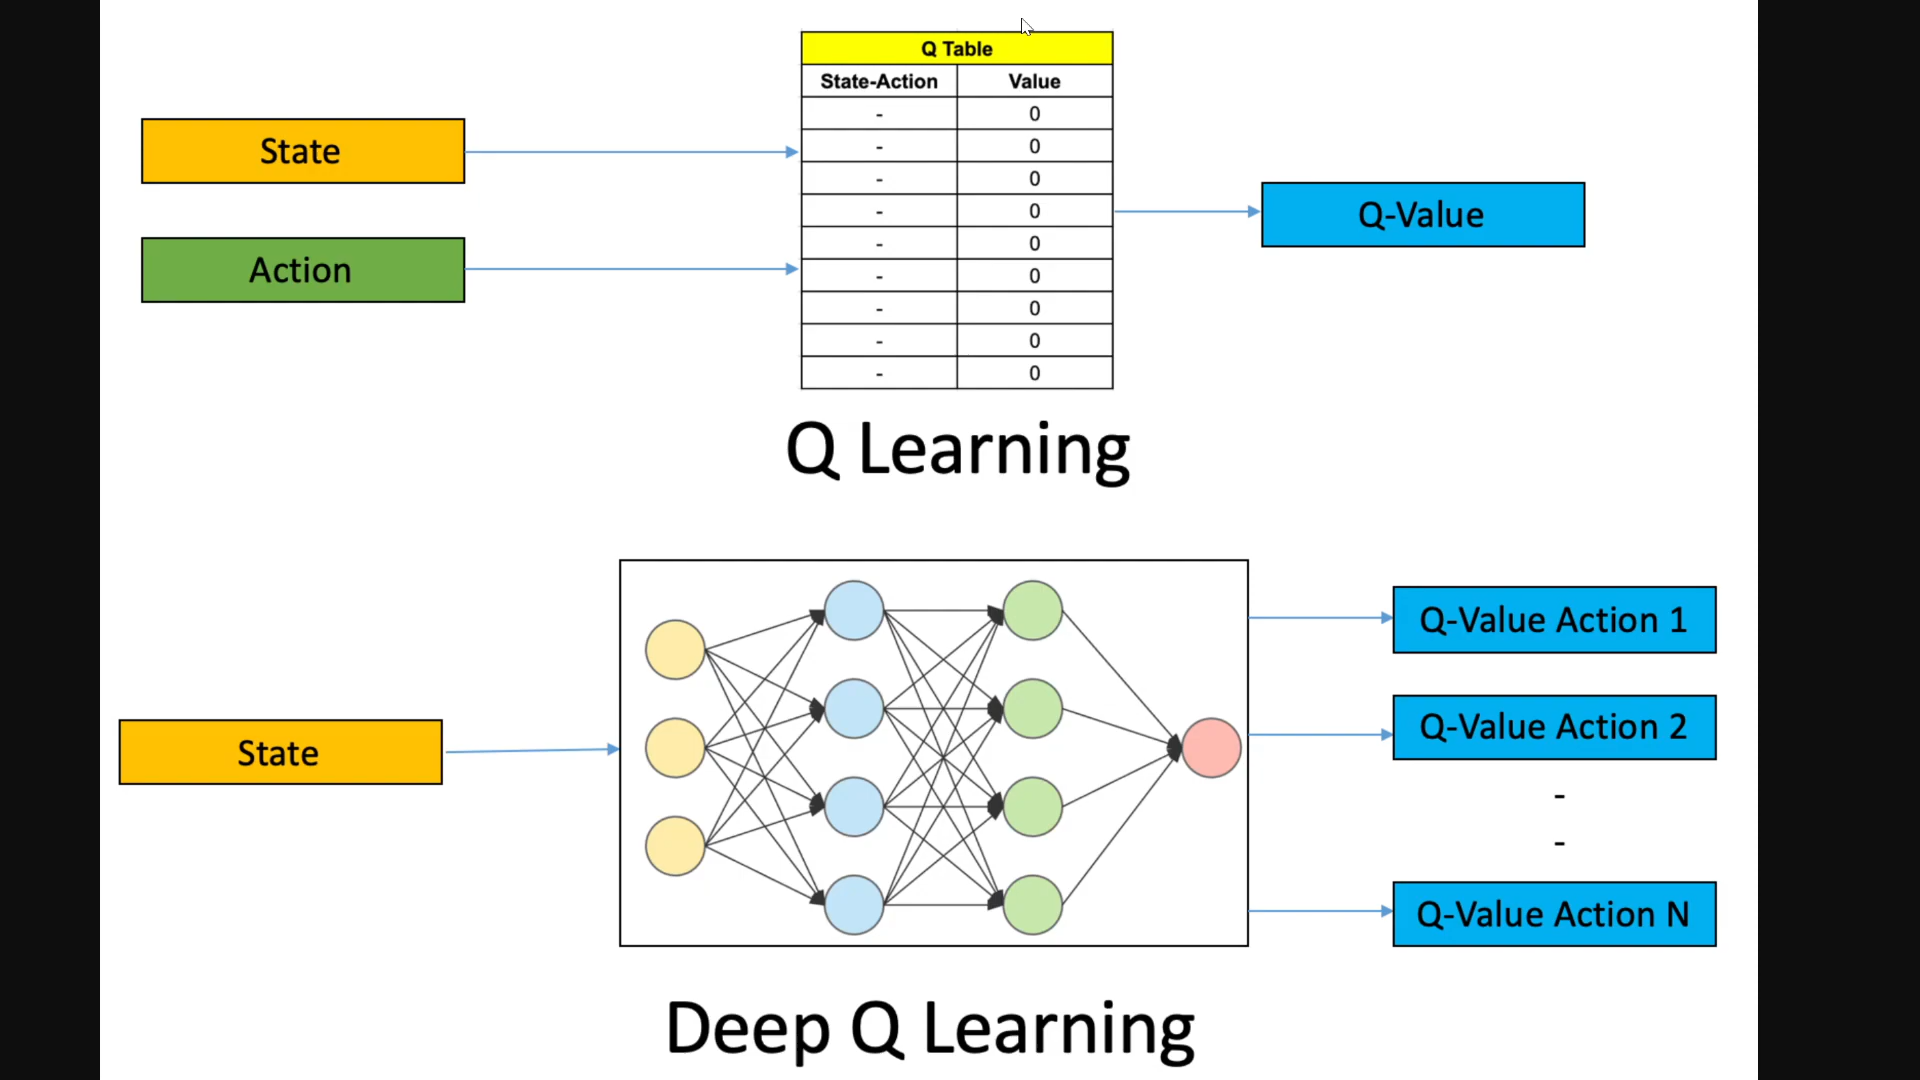 Q Table
State-Action Value
- 0
- 0
- 0
- 0
- 0
- 0
- 0
- 0
- 0
State
Action
Q-Value
Q Learning
State
Q-Value Action 1
Q-Value Action 2
-
-
Q-Value Action N
Deep Q Learning